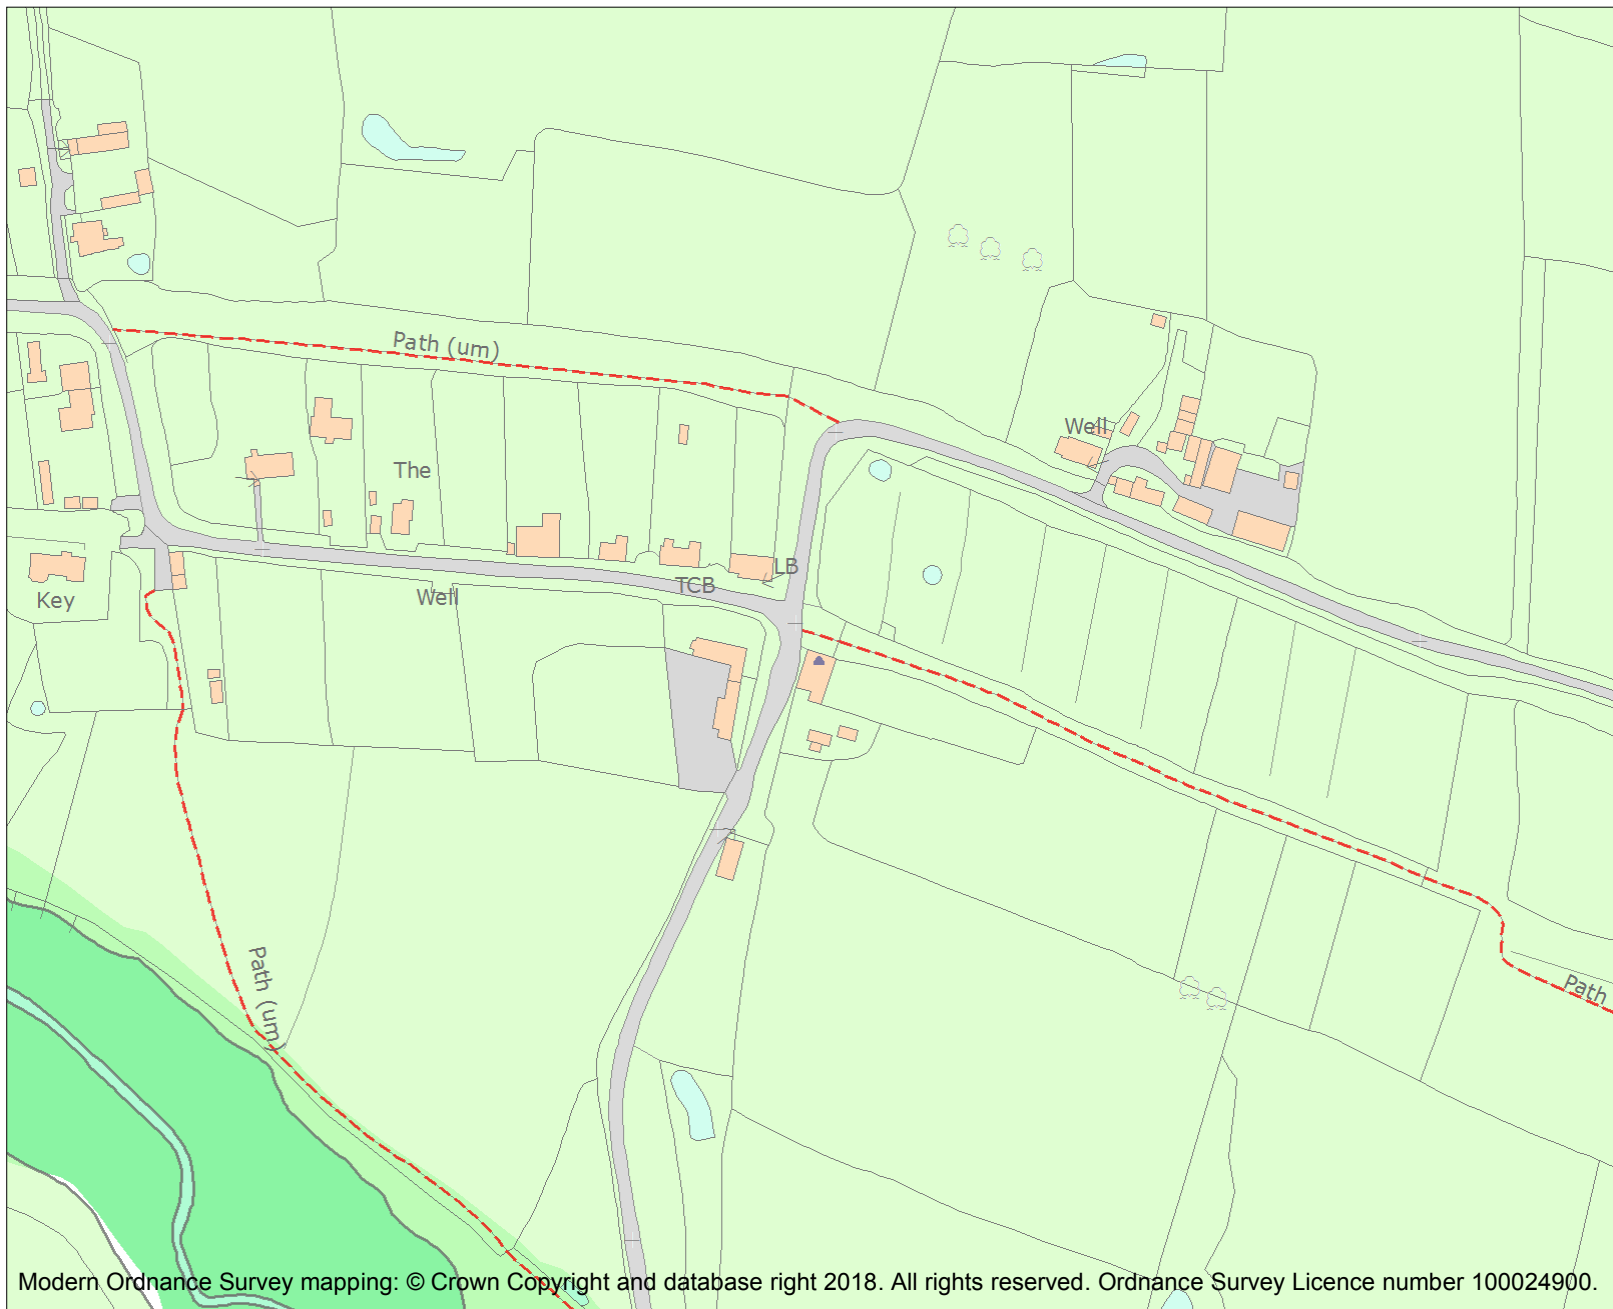 Path (um)
Well
The
LB
TCB
Well
Key
Path (um)
Path
Modern Ordnance Survey mapping: © Crown Copyright and database right 2018. All rights reserved. Ordnance Survey Licence number 100024900.